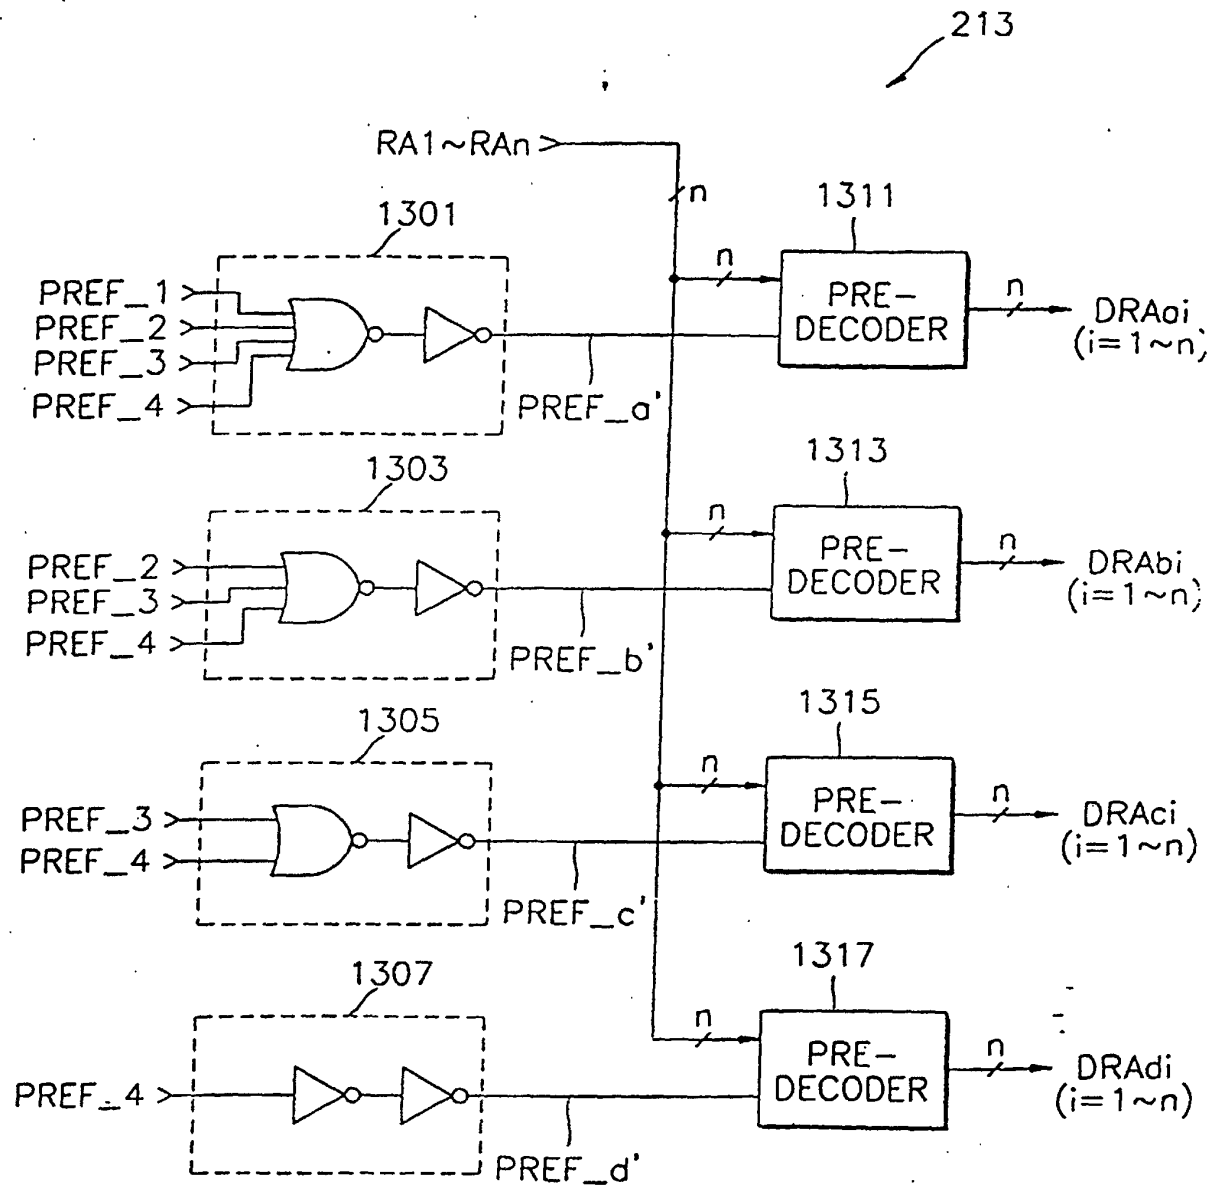 213
RA1~RAn
n
1301
1311
PREF_1
PREF_2
PREF_3
PREF_4
n
PRE-
DECODER
n
DRAai
(i=1~n)
PREF_a'
1303
1313
PREF_2
PREF_3
PREF_4
n
PRE-
DECODER
n
DRAbi
(i=1~n)
PREF_b'
1305
1315
PREF_3
PREF_4
n
PRE-
DECODER
n
DRAci
(i=1~n)
PREF_c'
1307
1317
PREF_4
n
PRE-
DECODER
n
DRAdi
(i=1~n)
PREF_d'